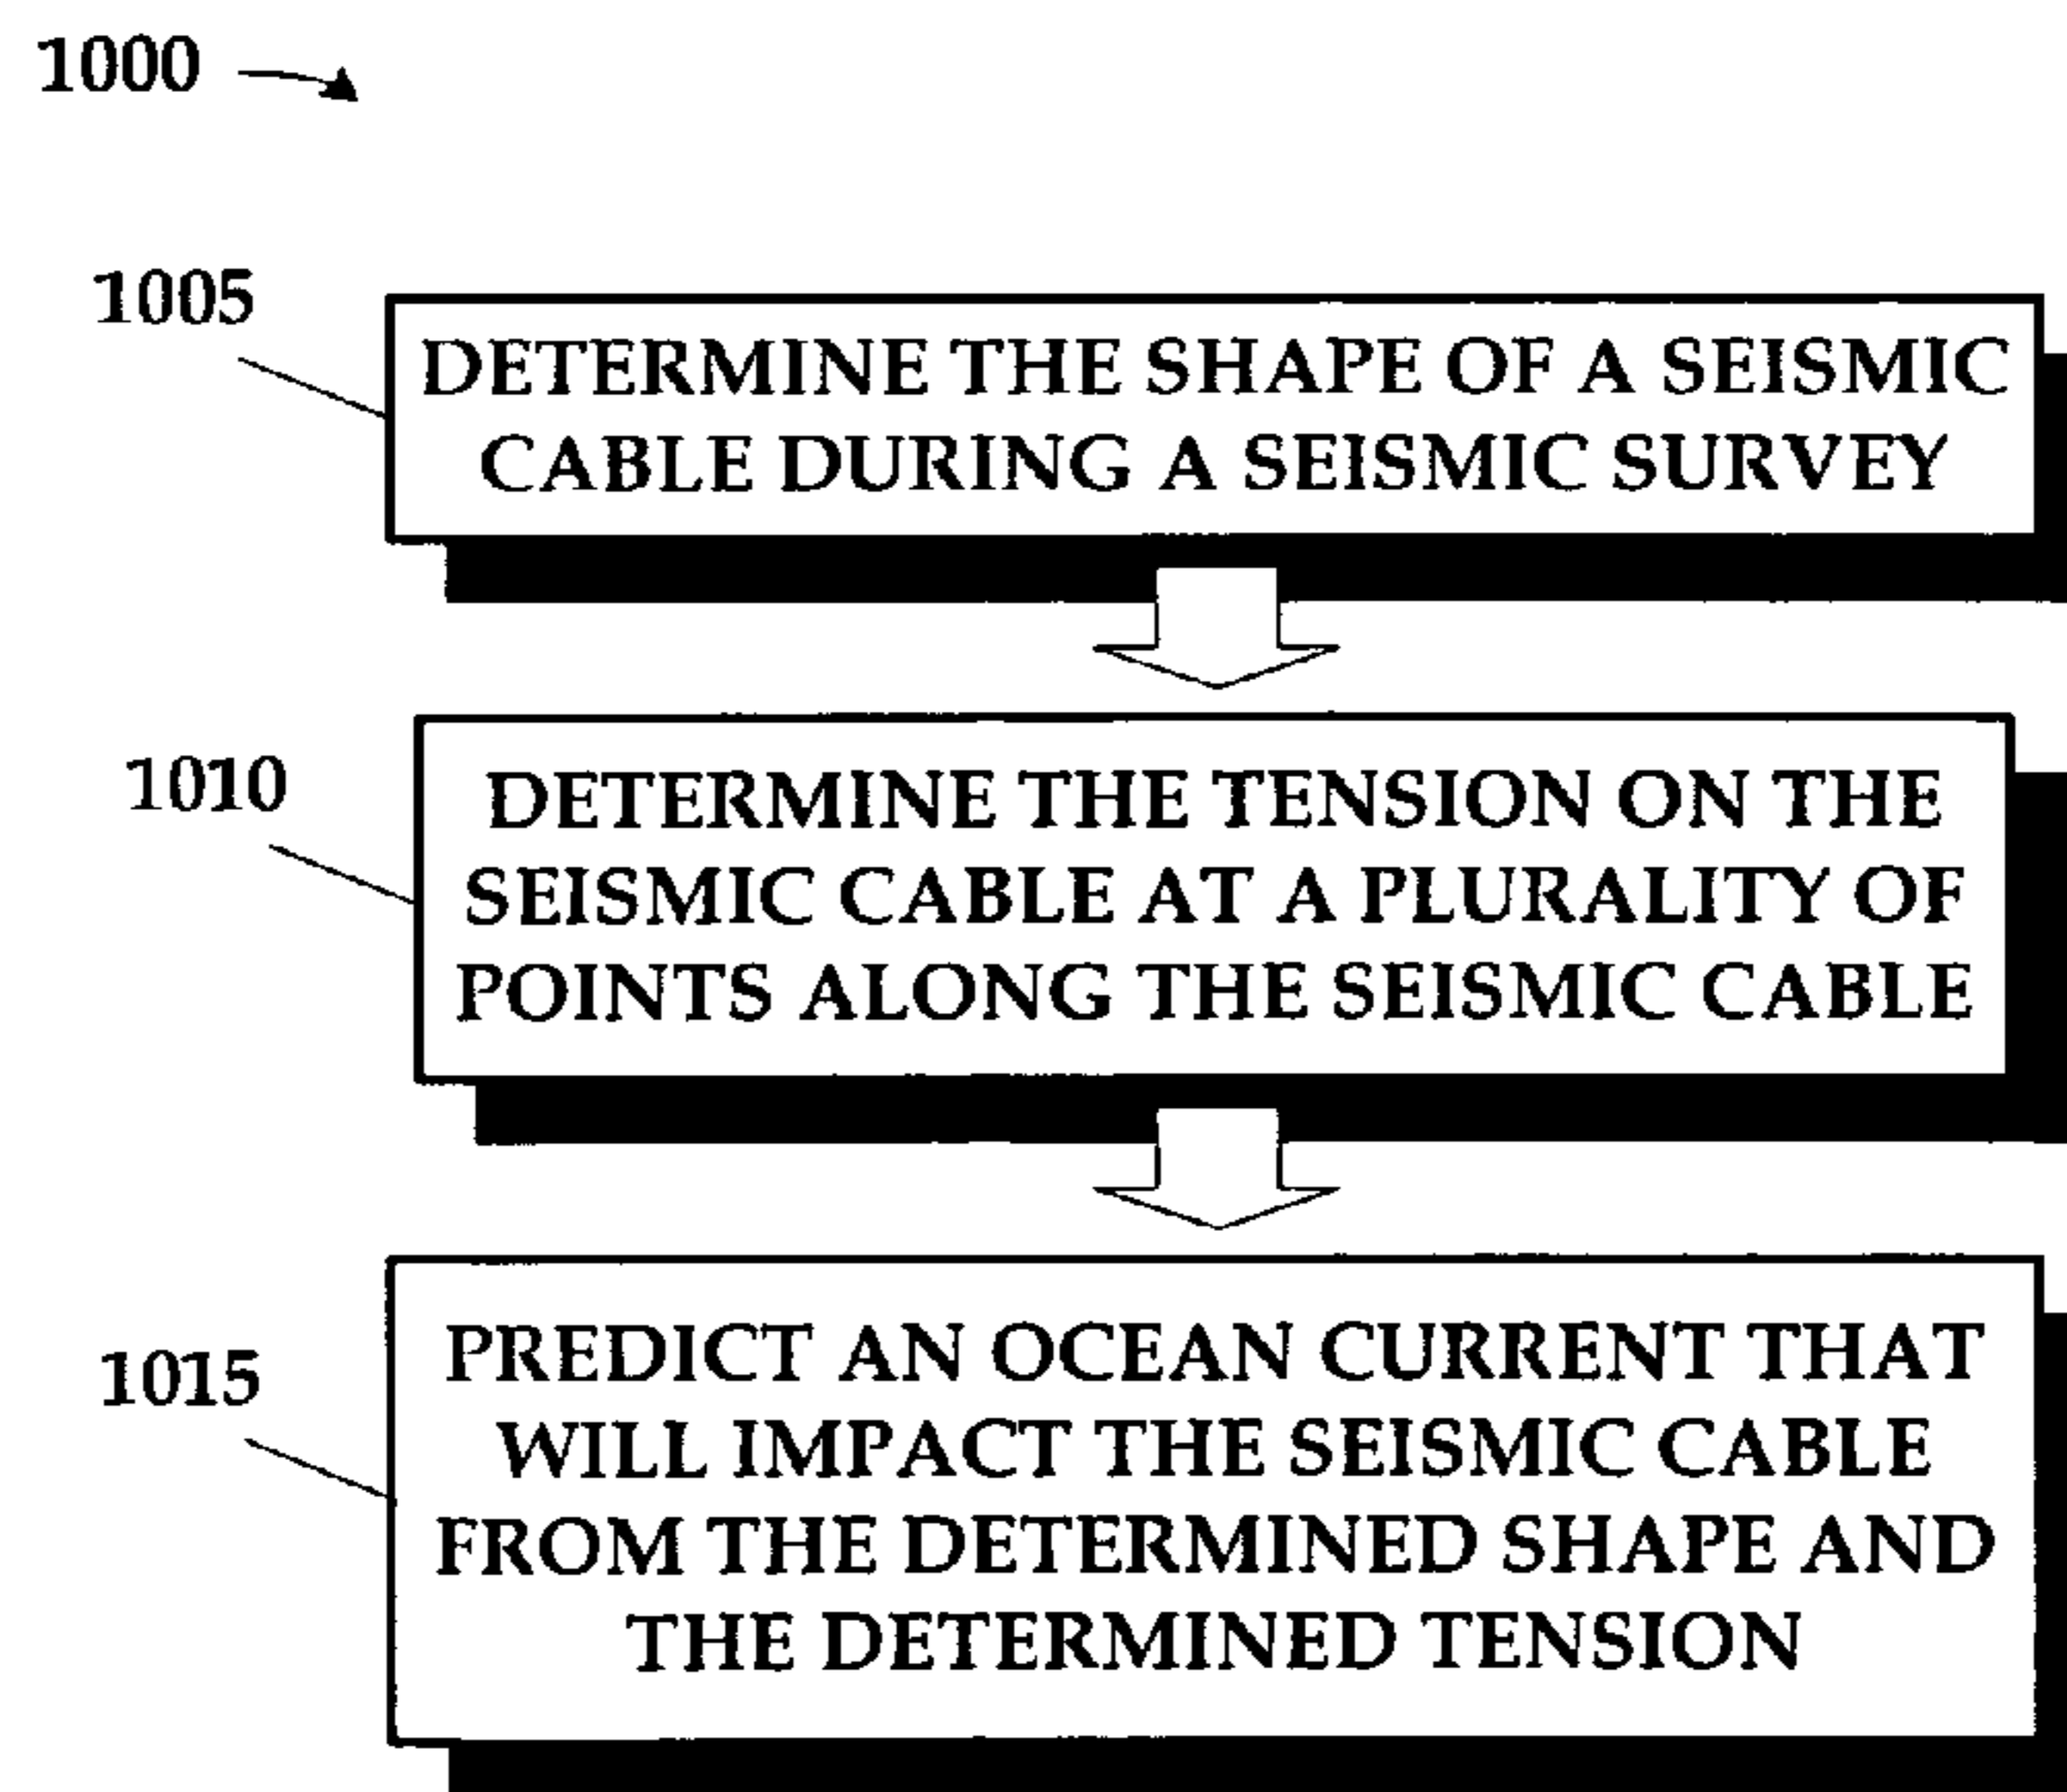 1000
1005
DETERMINE THE SHAPE OF A SEISMIC
CABLE DURING A SEISMIC SURVEY
1010
DETERMINE THE TENSION ON THE
SEISMIC CABLE AT A PLURALITY OF
POINTS ALONG THE SEISMIC CABLE
1015
PREDICT AN OCEAN CURRENT THAT
WILL IMPACT THE SEISMIC CABLE
FROM THE DETERMINED SHAPE AND
THE DETERMINED TENSION